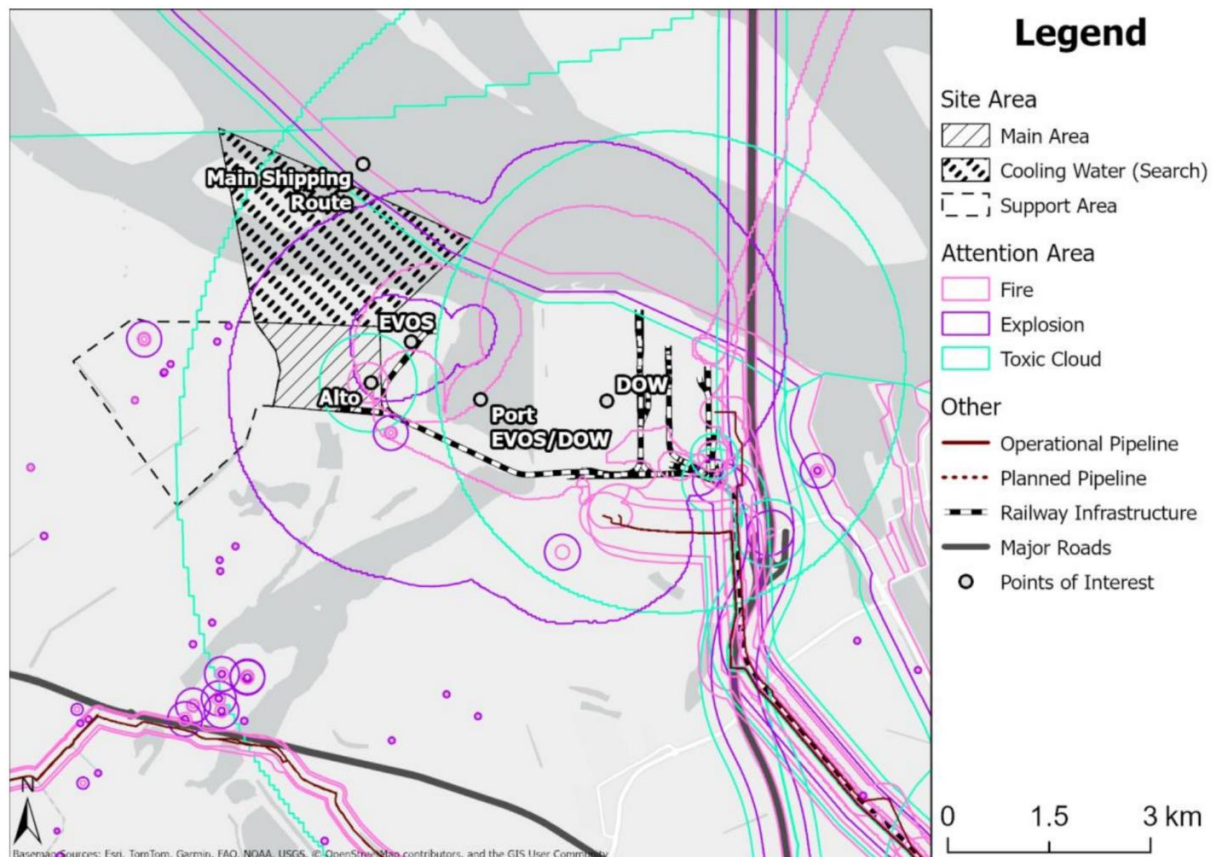 Main Shipping
Route
EVOS
Alto
Port
EVOS/DOW
DOW
N
Basemap Sources: Esri, TomTom, Garmin, FAO, NOAA, USGS, © OpenStreetMap contributors, and the GIS User Community
Legend
Site Area
Main Area
Cooling Water (Search)
Support Area
Attention Area
Fire
Explosion
Toxic Cloud
Other
Operational Pipeline
Planned Pipeline
Railway Infrastructure
Major Roads
Points of Interest
0 1.5 3 km